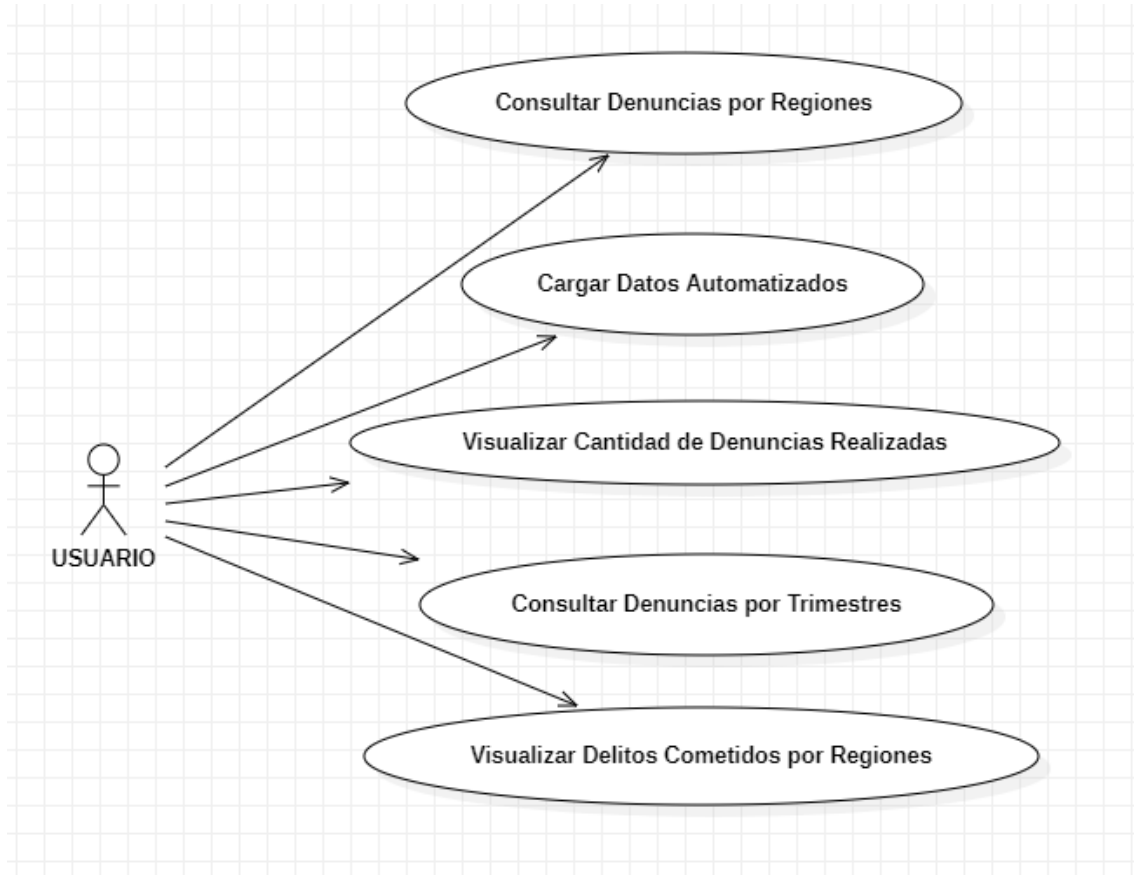 Consultar Denuncias por Regiones
Cargar Datos Automatizados
Visualizar Cantidad de Denuncias Realizadas
USUARIO
Consultar Denuncias por Trimestres
Visualizar Delitos Cometidos por Regiones